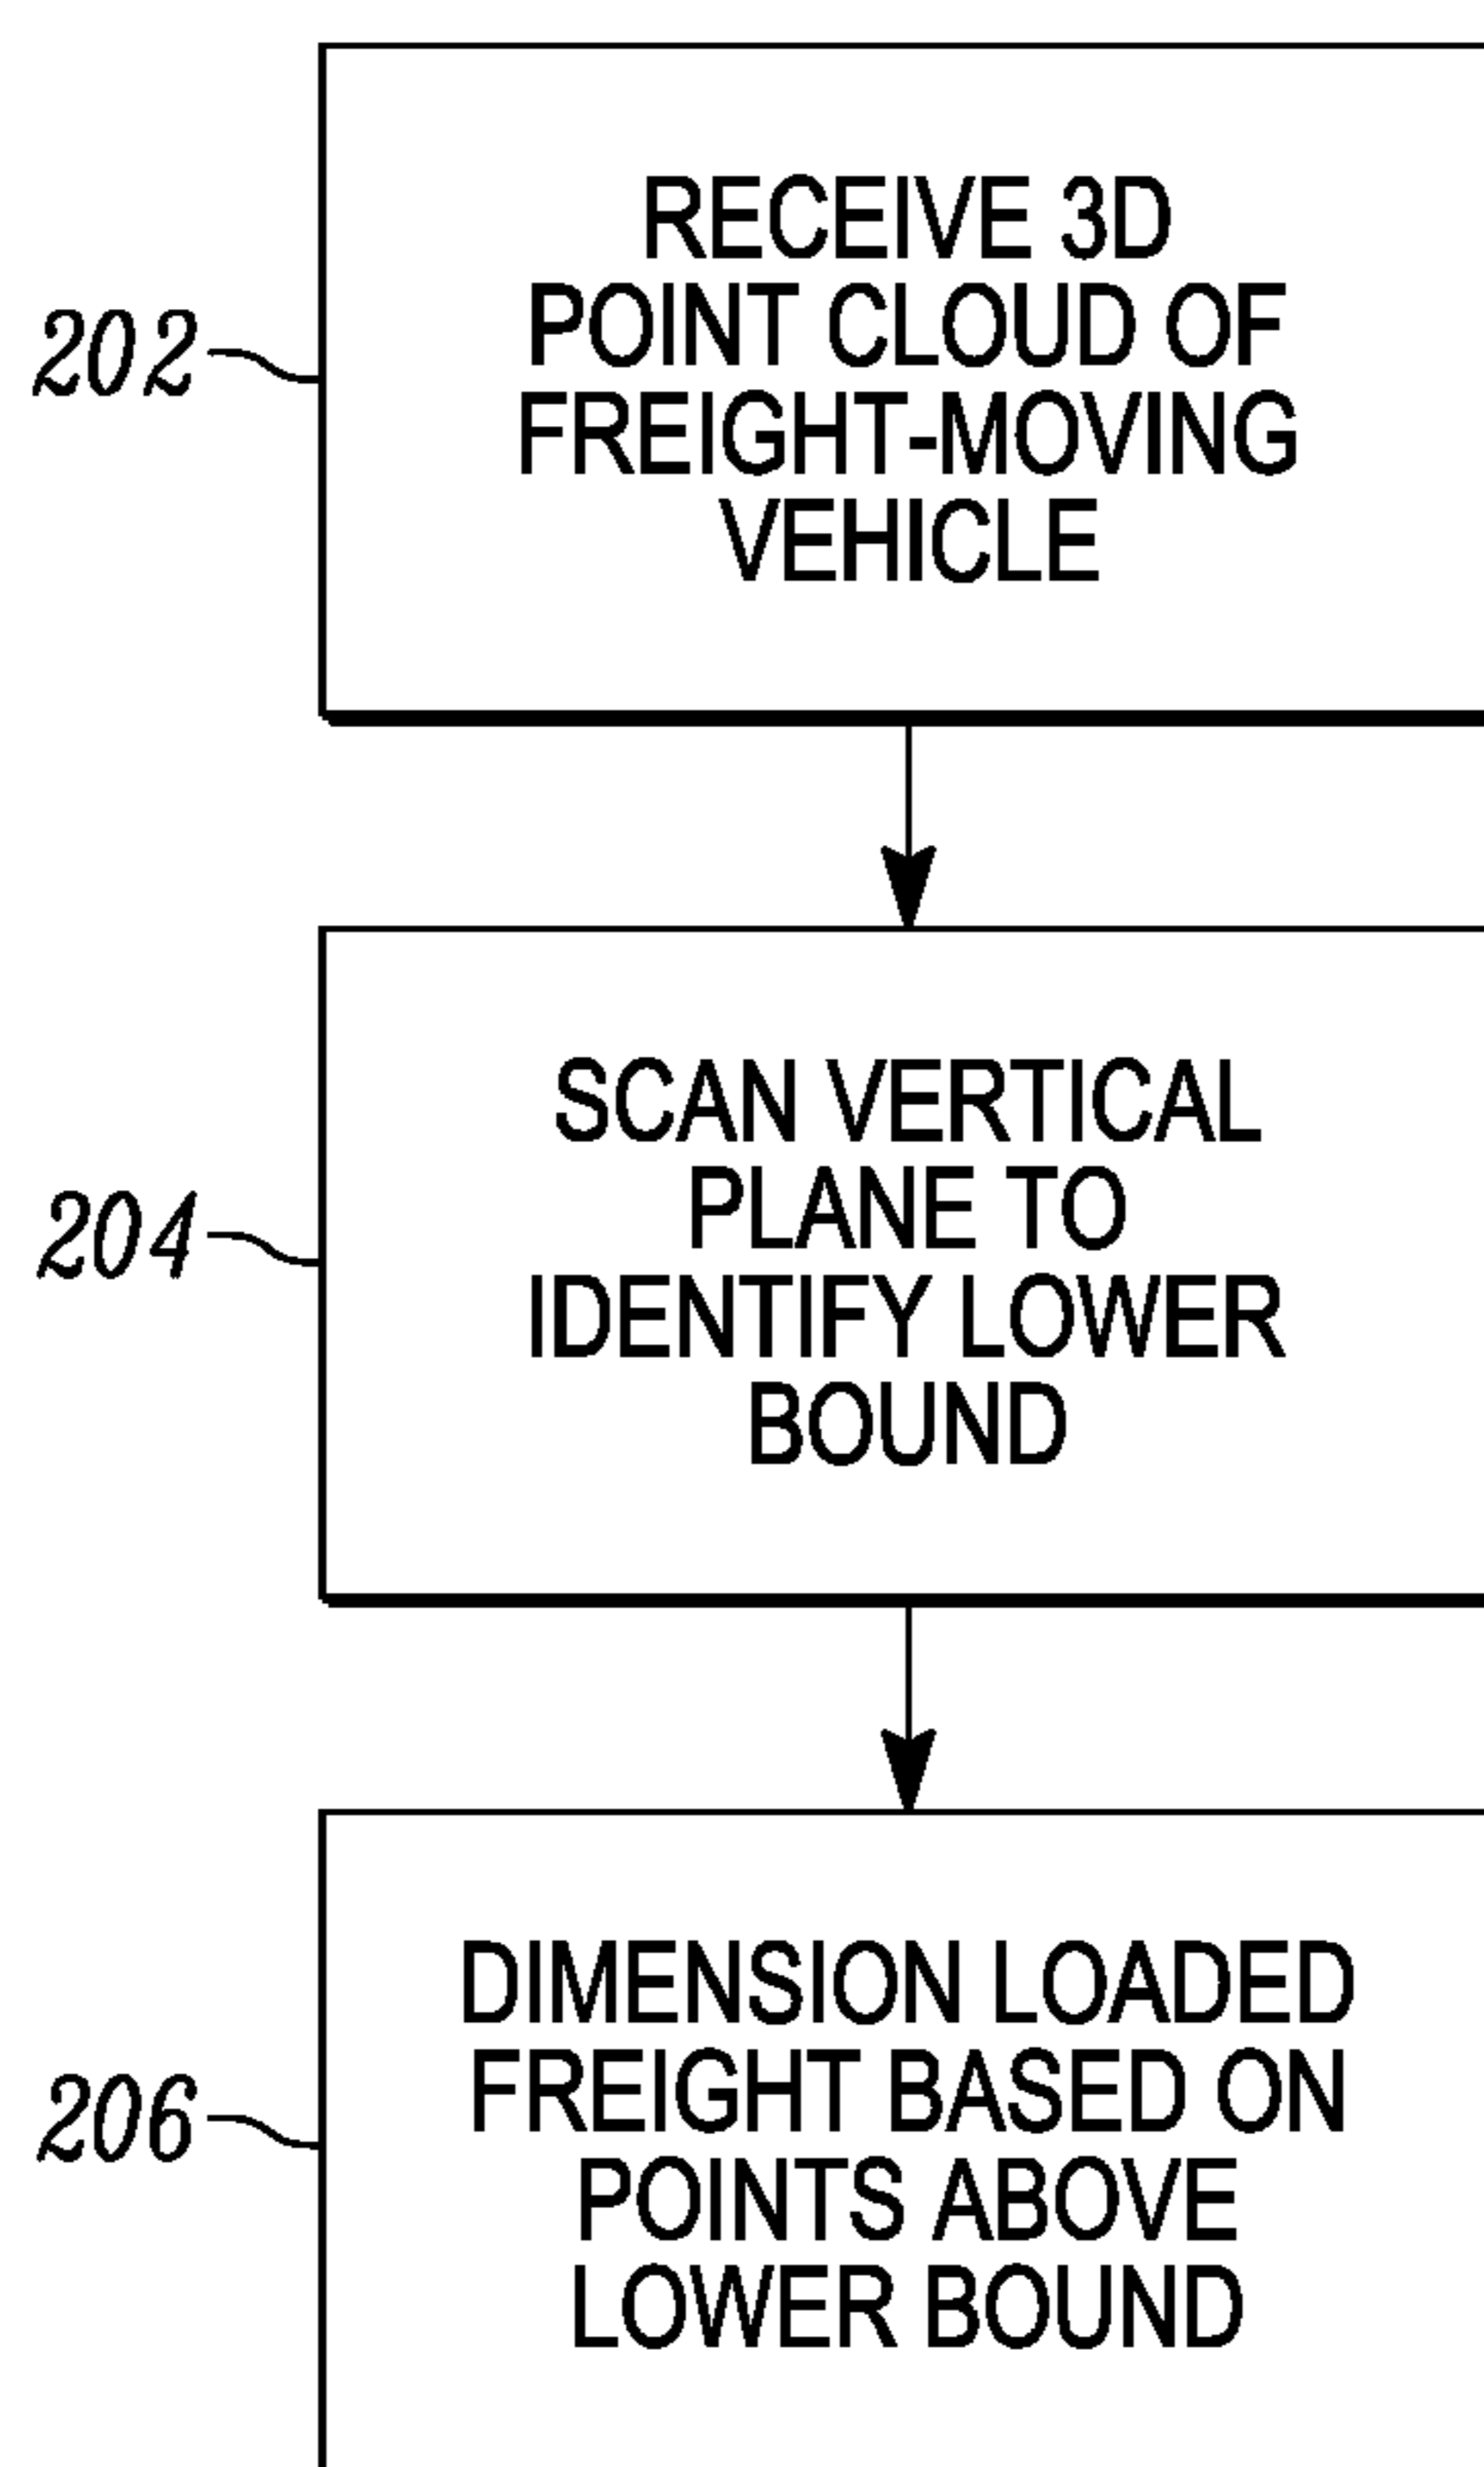 202
RECEIVE 3D
POINT CLOUD OF
FREIGHT-MOVING
VEHICLE
204
SCAN VERTICAL
PLANE TO
IDENTIFY LOWER
BOUND
206
DIMENSION LOADED
FREIGHT BASED ON
POINTS ABOVE
LOWER BOUND